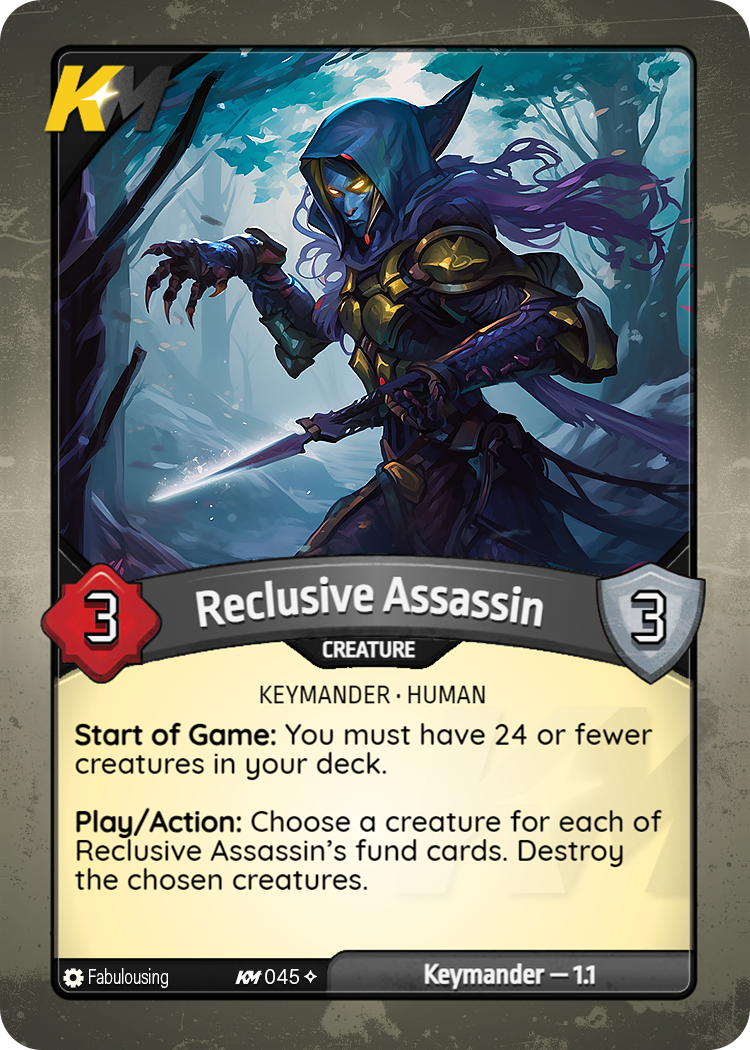 KM
Reclusive Assassin
3
3
CREATURE
KEYMANDER • HUMAN
Start of Game: You must have 24 or fewer
creatures in your deck.
Play/Action: Choose a creature for each of
Reclusive Assassin's fund cards. Destroy
the chosen creatures.
Fabulousing
KM 045
Keymander — 1.1